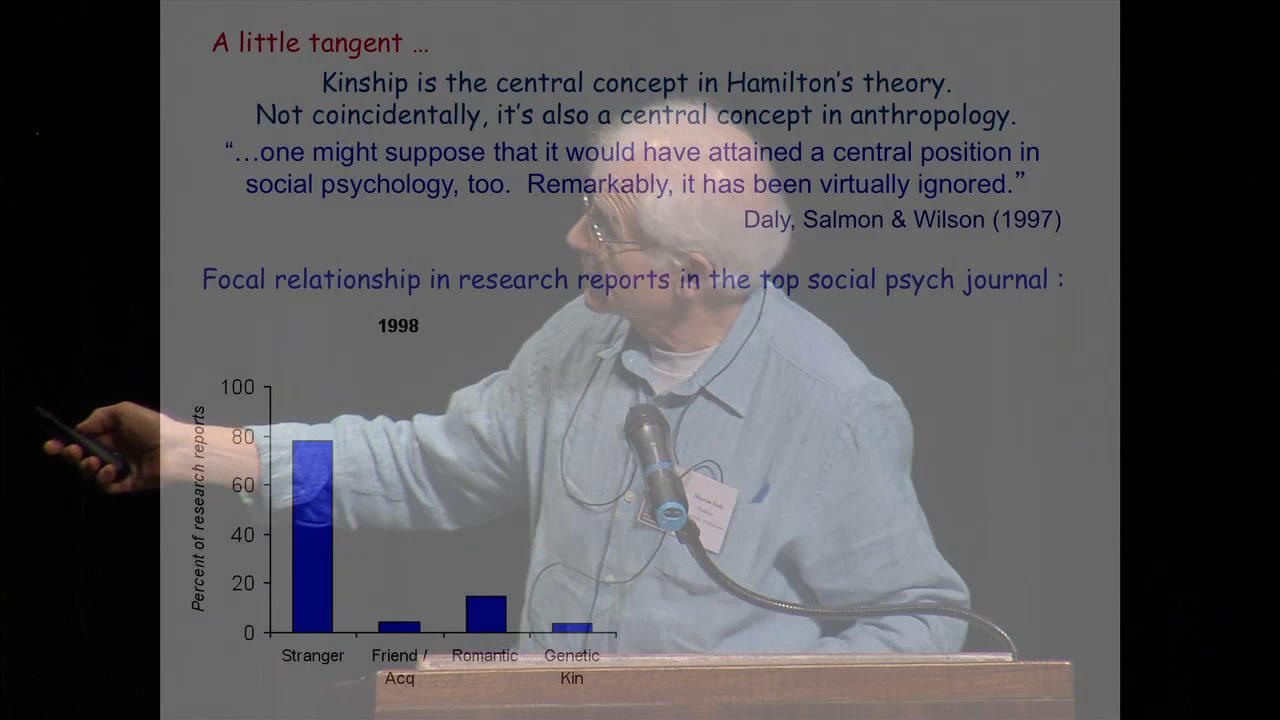 A little tangent …
Kinship is the central concept in Hamilton’s theory.
Not coincidentally, it’s also a central concept in anthropology.
“…one might suppose that it would have attained a central position in
social psychology, too. Remarkably, it has been virtually ignored.”
Daly, Salmon & Wilson (1997)
Focal relationship in research reports in the top social psych journal :
1998
Percent of research reports
100
80
60
40
20
0
Stranger
Friend /
Acq
Romantic
Genetic
Kin
Martin Daly